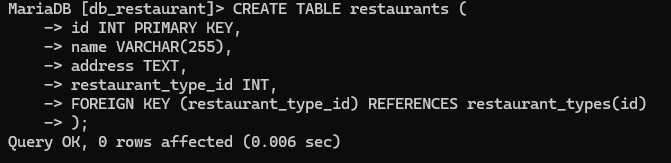 MariaDB [db_restaurant]> CREATE TABLE restaurants (
    -> id INT PRIMARY KEY,
    -> name VARCHAR(255),
    -> address TEXT,
    -> restaurant_type_id INT,
    -> FOREIGN KEY (restaurant_type_id) REFERENCES restaurant_types(id)
    -> );
Query OK, 0 rows affected (0.006 sec)